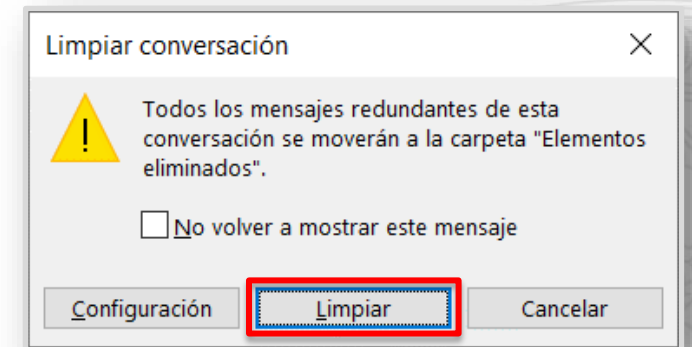 Limpiar conversación
Todos los mensajes redundantes de esta
conversación se moverán a la carpeta "Elementos
eliminados".
No volver a mostrar este mensaje
Configuración
Limpiar
Cancelar